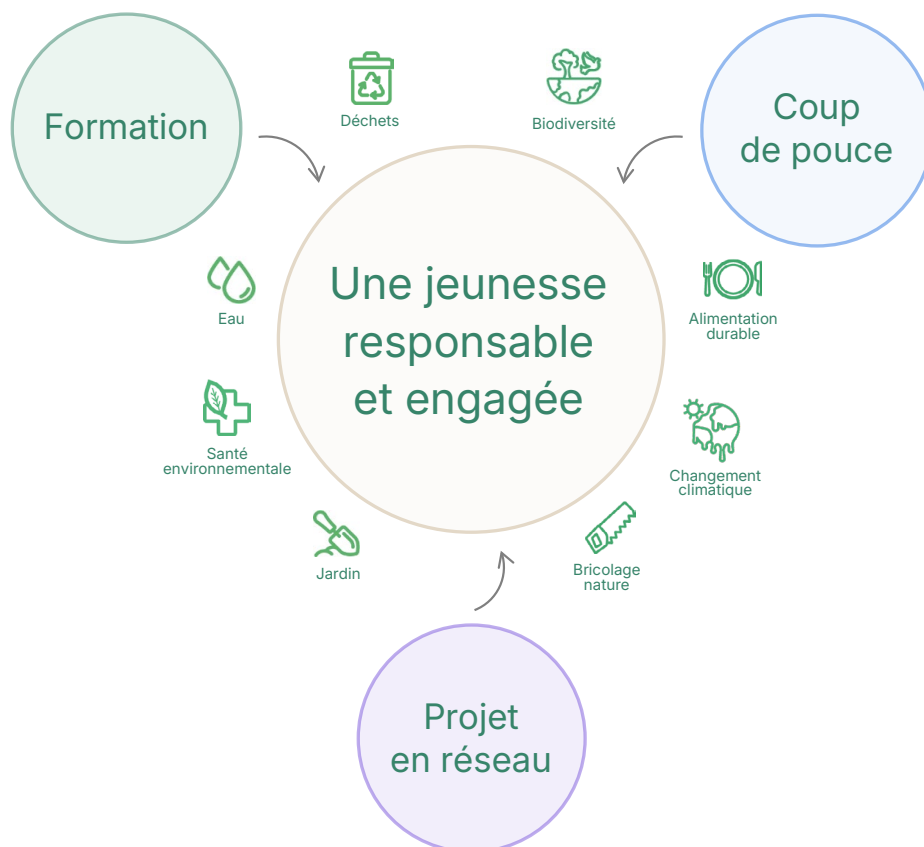 Formation
Déchets
Biodiversité
Coup
de pouce
Une jeunesse
responsable
et engagée
Eau
Alimentation
durable
Santé
environnementale
Changement
climatique
Jardin
Bricolage
nature
Projet
en réseau